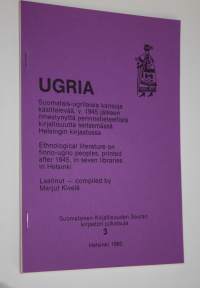 UGRIA
Suomalais-ugrilaisia kansoja
käsittelevää, v. 1945 jälkeen
ilmestynyttä perinnetieteellistä
kirjallisuutta seitsemässä
Helsingin kirjastossa
Ethnological literature on
finno-ugric peoples, printed
after 1945, in seven libraries
in Helsinki
Laatinut — compiled by
Marjut Kivelä
Suomalaisen Kirjallisuuden Seuran
kirjaston julkaisuja
3
Helsinki 1980